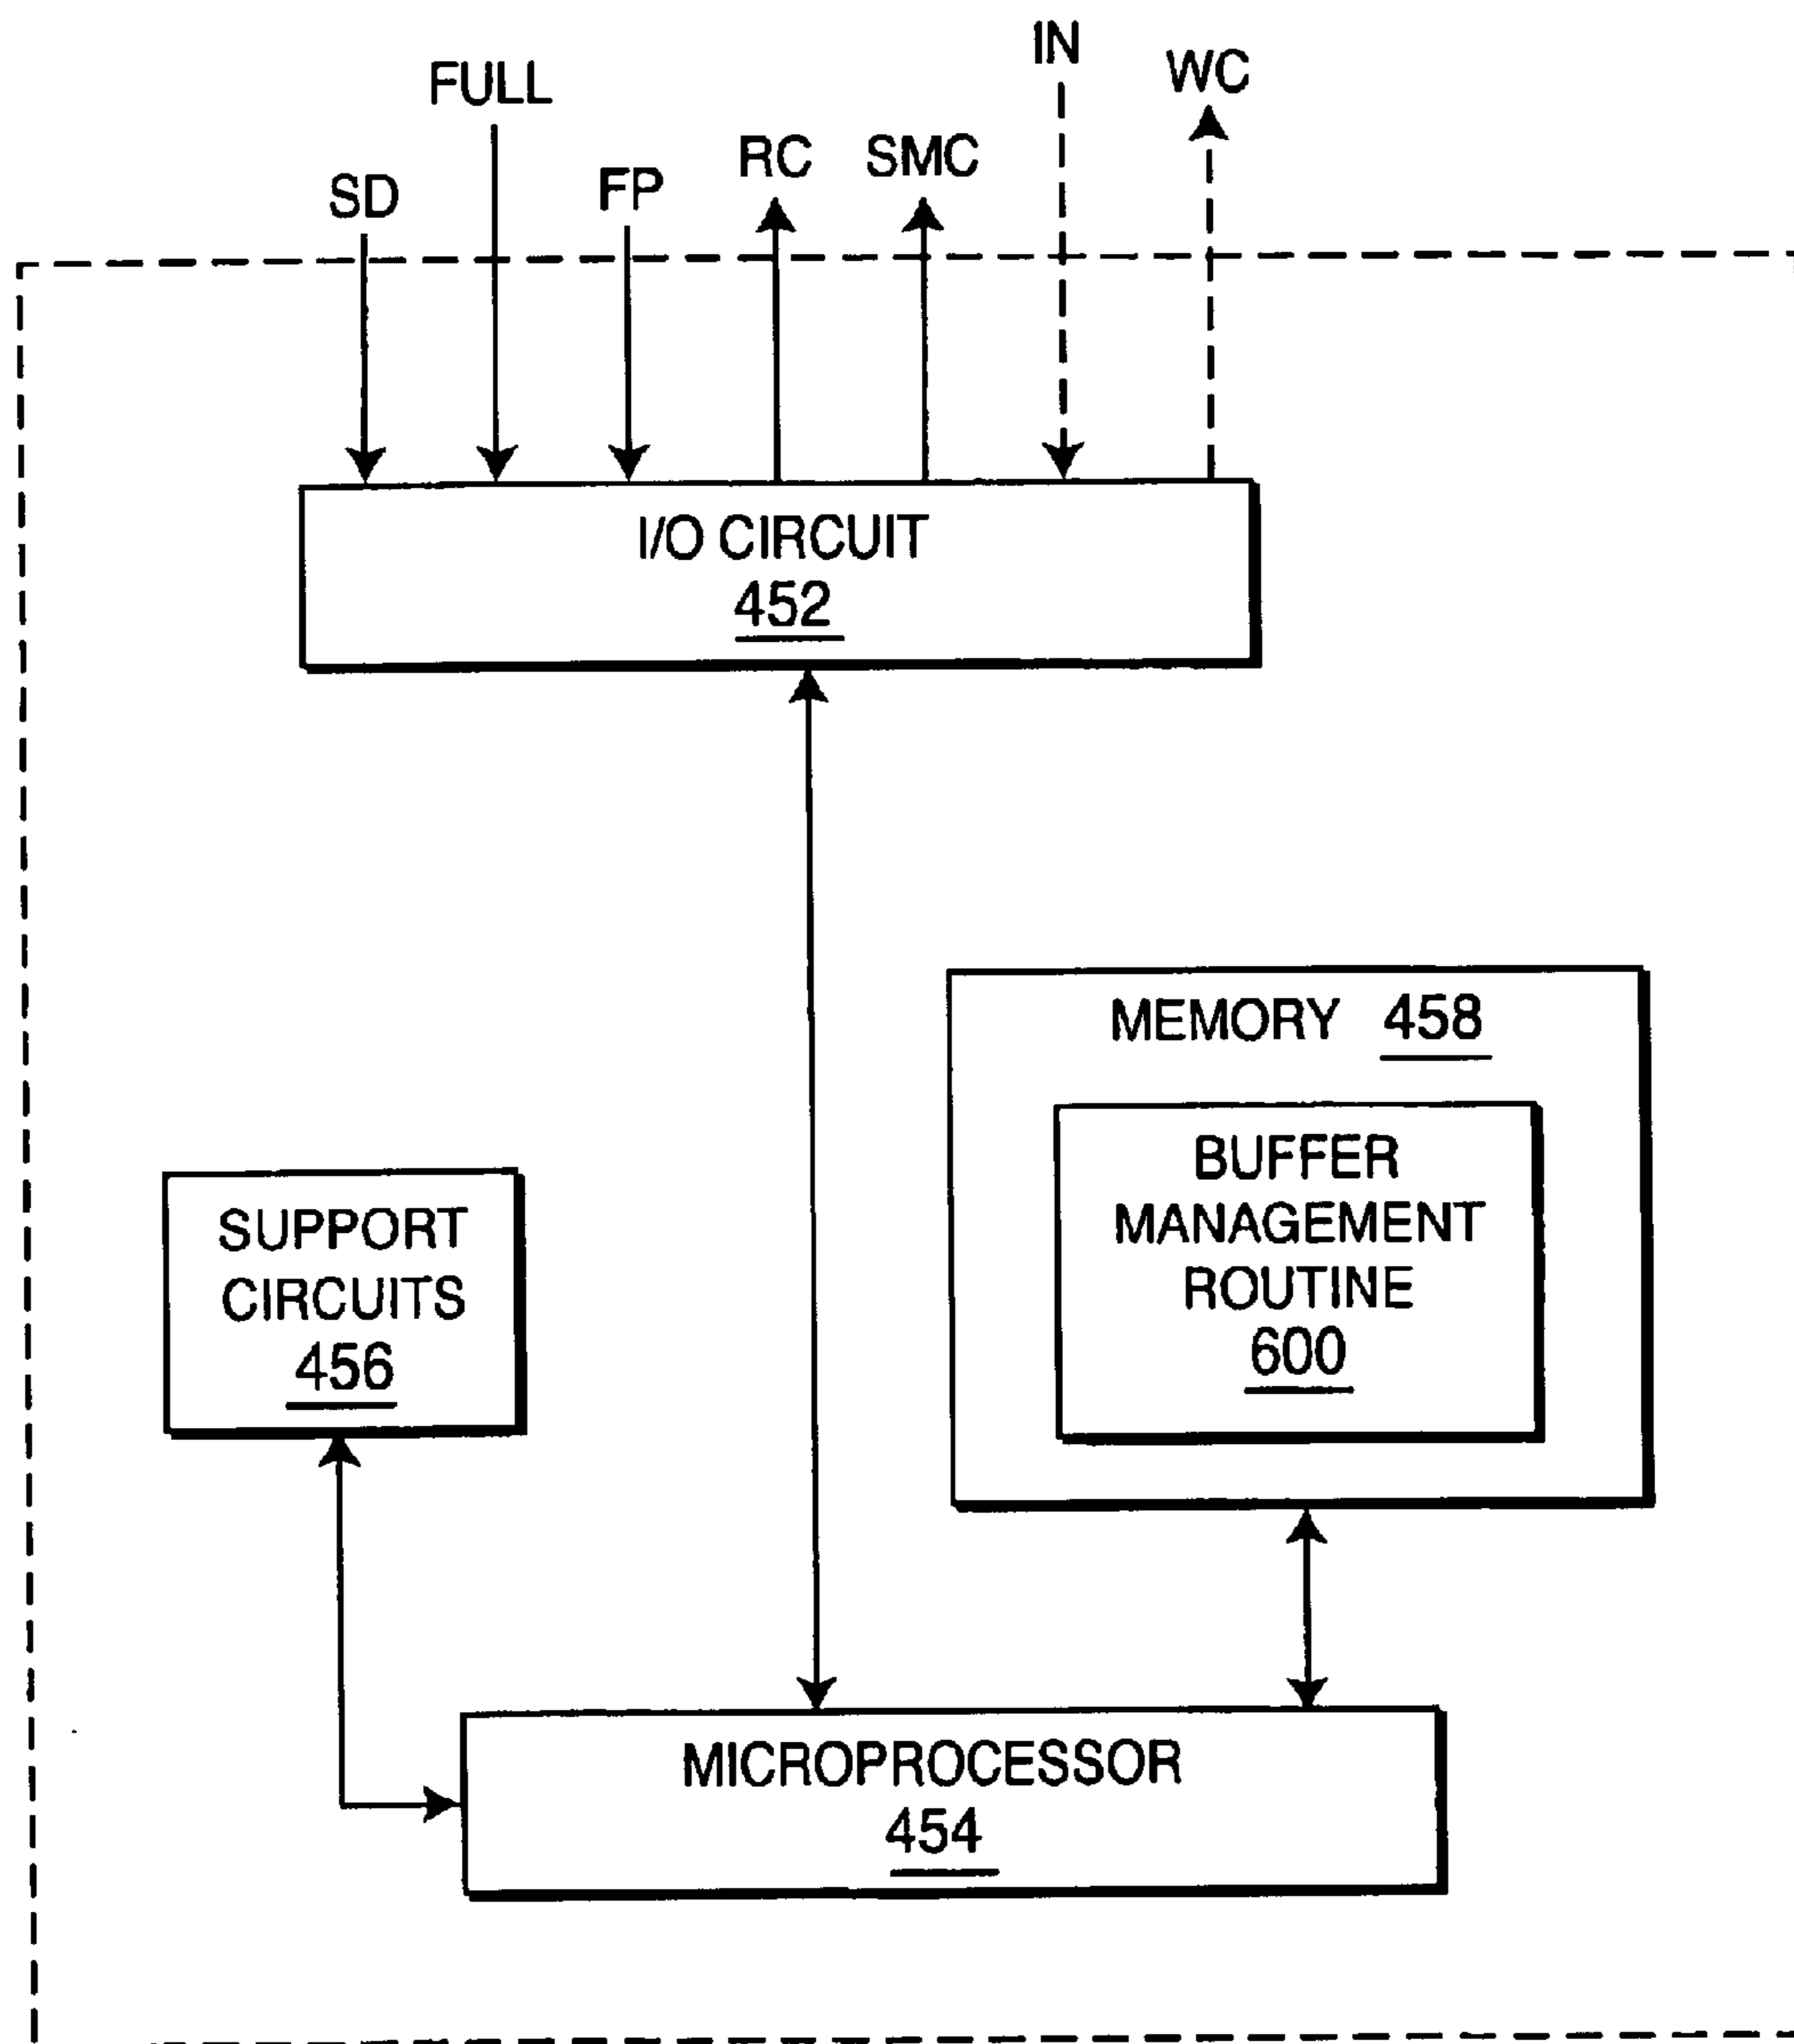 IN
WC
FULL
RC
SMC
FP
SD
I/O CIRCUIT
452
MEMORY 458
BUFFER
MANAGEMENT
ROUTINE
600
SUPPORT
CIRCUITS
456
MICROPROCESSOR
454